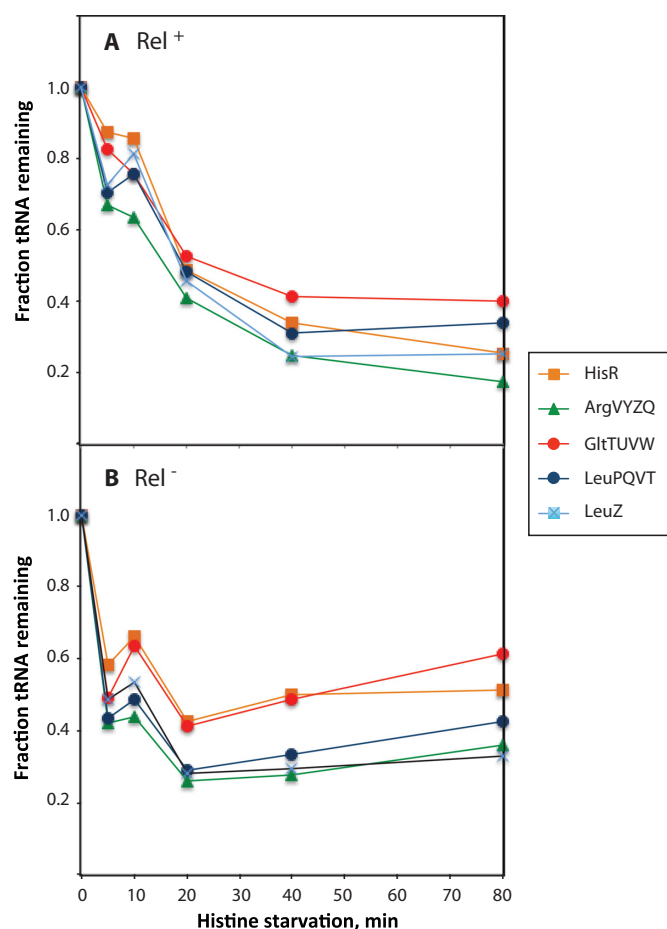 A Rel +
1.0
0.8
0.6
0.4
0.2
Fraction tRNA remaining
HisR
ArgVYZQ
GltTUVW
LeuPQVT
LeuZ
B Rel -
1.0
0.8
0.6
0.4
0.2
Fraction tRNA remaining
0 10 20 30 40 50 60 70 80
Histine starvation, min